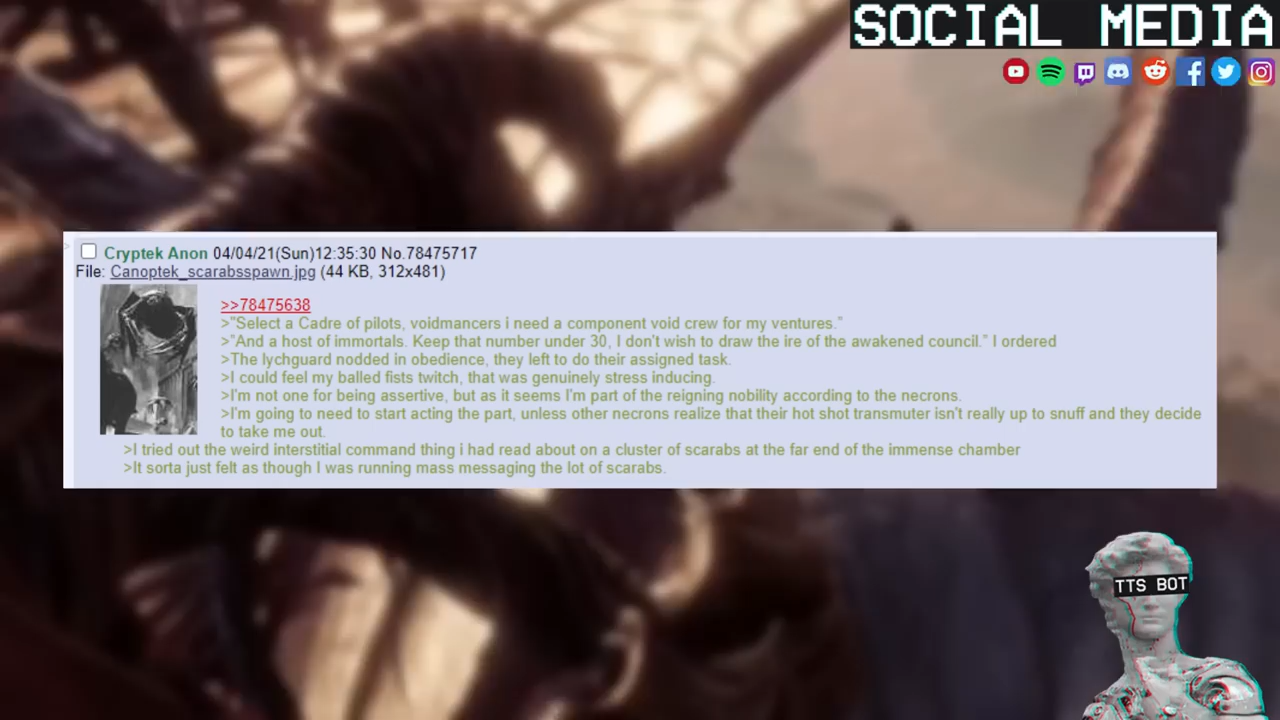 SOCIAL MEDIA
Cryptek Anon 04/04/21(Sun)12:35:30 No.78475717
File: Canoptek_scarabsspawn.jpg (44 KB, 312x481)
>>78475638
>"Select a Cadre of pilots, voidmancers i need a component void crew for my ventures."
>"And a host of immortals. Keep that number under 30, I don't wish to draw the ire of the awakened council." I ordered
>The lychguard nodded in obedience, they left to do their assigned task.
>I could feel my balled fists twitch, that was genuinely stress inducing.
>I'm not one for being assertive, but as it seems I'm part of the reigning nobility according to the necrons.
>I'm going to need to start acting the part, unless other necrons realize that their hot shot transmuter isn't really up to snuff and they decide
to take me out.
>I tried out the weird interstitial command thing i had read about on a cluster of scarabs at the far end of the immense chamber
>It sorta just felt as though I was running mass messaging the lot of scarabs.
TTS BOT